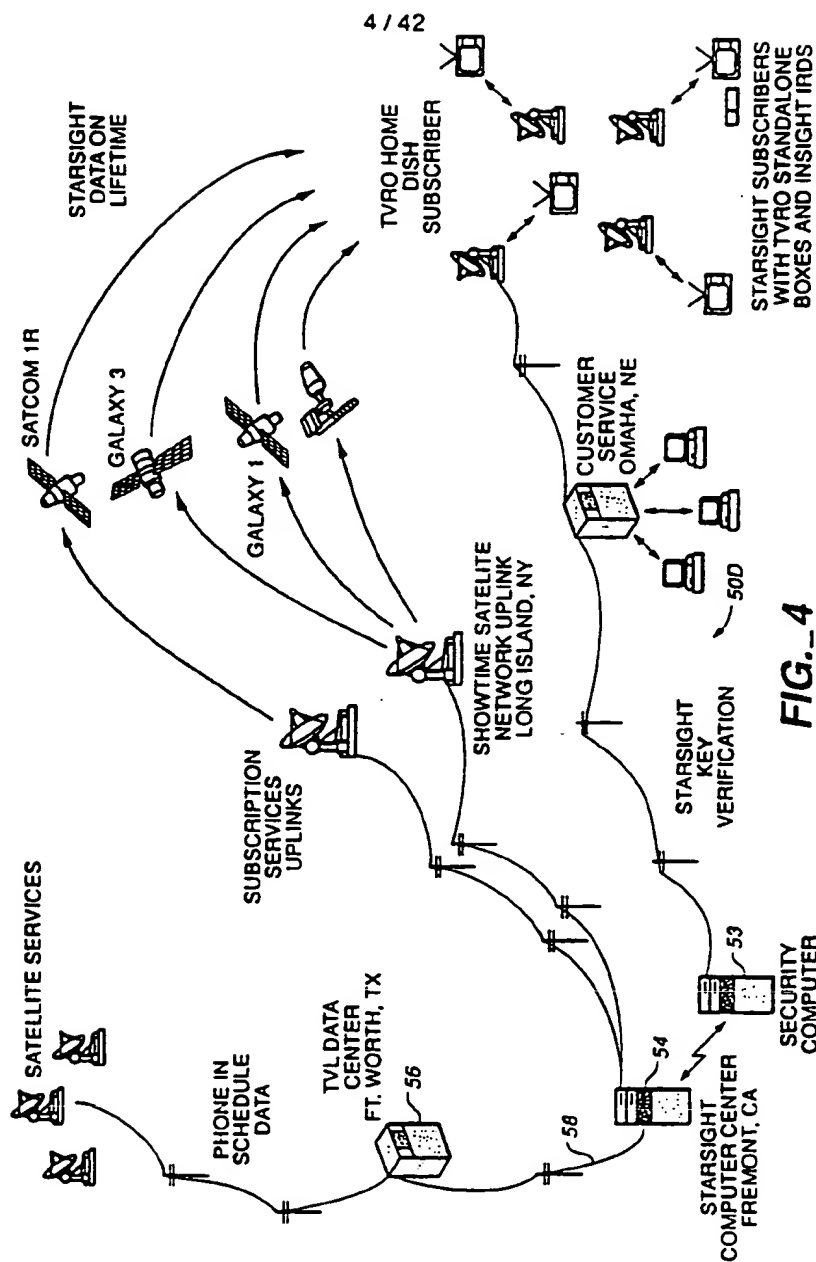 4 / 42
SATELLITE SERVICES
PHONE IN
SCHEDULE
DATA
TVL DATA
CENTER
FT. WORTH, TX
56
58
54
STARSIGHT
COMPUTER CENTER
FREMONT, CA
53
SECURITY
COMPUTER
SUBSCRIPTION
SERVICES
UPLINKS
SHOWTIME SATELITE
NETWORK UPLINK
LONG ISLAND, NY
STARSIGHT
KEY
VERIFICATION
50D
SATCOM 1R
GALAXY 3
GALAXY 1
STARSIGHT
DATA ON
LIFETIME
TVRO HOME
DISH
SUBSCRIBER
CUSTOMER
SERVICE
OMAHA, NE
STARSIGHT SUBSCRIBERS
WITH TVRO STANDALONE
BOXES AND INSIGHT IRDS
FIG._4